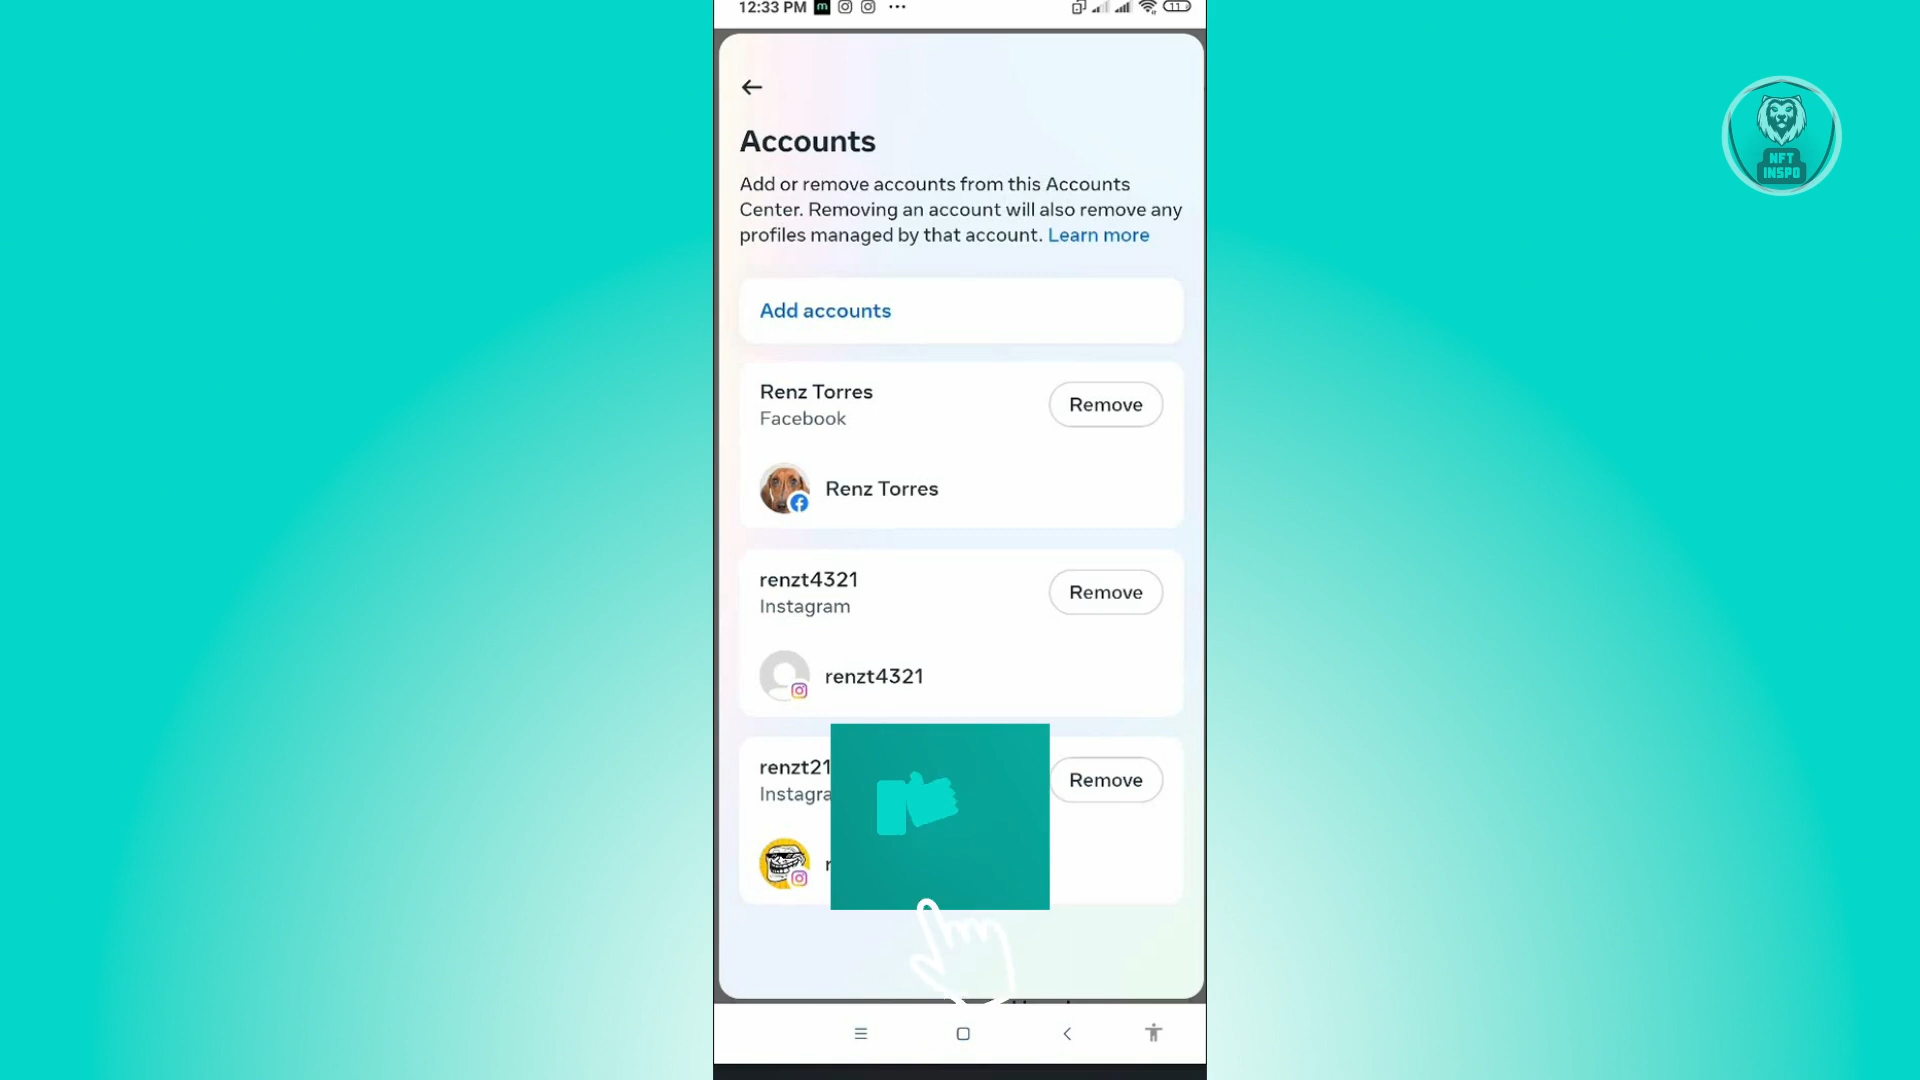 12:33 PM
11
NFT
INSPO
Accounts
Add or remove accounts from this Accounts
Center. Removing an account will also remove any
profiles managed by that account. Learn more
Add accounts
Renz Torres
Facebook
Remove
Renz Torres
renzt4321
Instagram
Remove
renzt4321
Remove